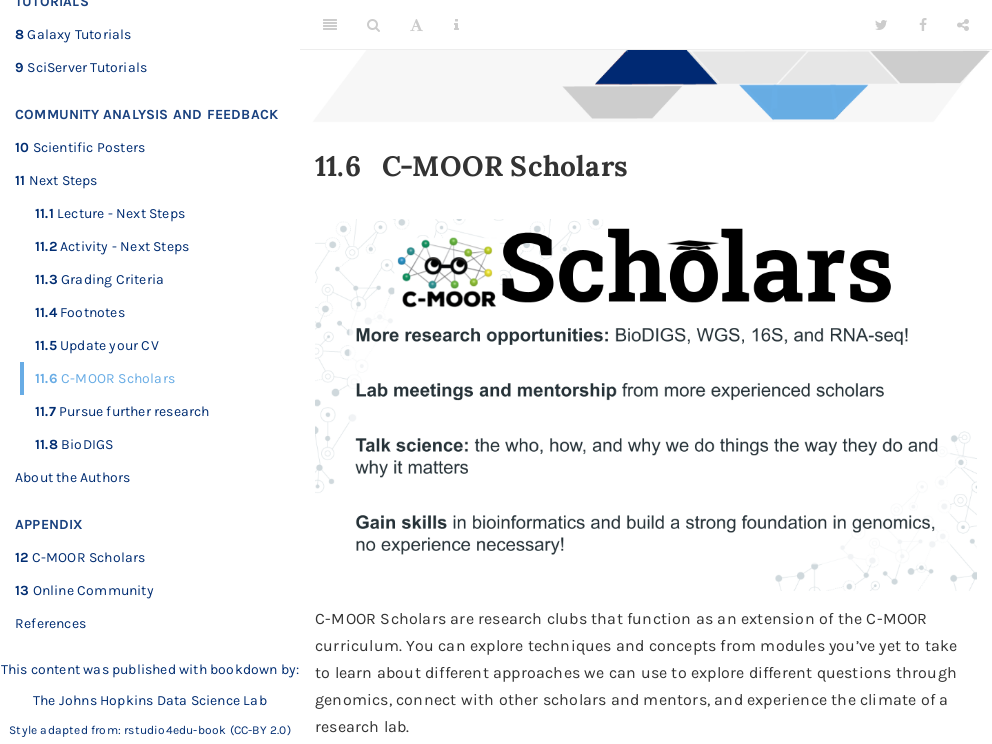 TUTORIALS
8 Galaxy Tutorials
9 SciServer Tutorials
COMMUNITY ANALYSIS AND FEEDBACK
10 Scientific Posters
11 Next Steps
11.1 Lecture - Next Steps
11.2 Activity - Next Steps
11.3 Grading Criteria
11.4 Footnotes
11.5 Update your CV
11.6 C-MOOR Scholars
11.7 Pursue further research
11.8 BioDIGS
About the Authors
APPENDIX
12 C-MOOR Scholars
13 Online Community
References
This content was published with bookdown by:
The Johns Hopkins Data Science Lab
Style adapted from: rstudio4edu-book (CC-BY 2.0)
11.6 C-MOOR Scholars
C-MOOR Scholars
More research opportunities: BioDIGS, WGS, 16S, and RNA-seq!
Lab meetings and mentorship from more experienced scholars
Talk science: the who, how, and why we do things the way they do and
why it matters
Gain skills in bioinformatics and build a strong foundation in genomics,
no experience necessary!
C-MOOR Scholars are research clubs that function as an extension of the C-MOOR
curriculum. You can explore techniques and concepts from modules you’ve yet to take
to learn about different approaches we can use to explore different questions through
genomics, connect with other scholars and mentors, and experience the climate of a
research lab.